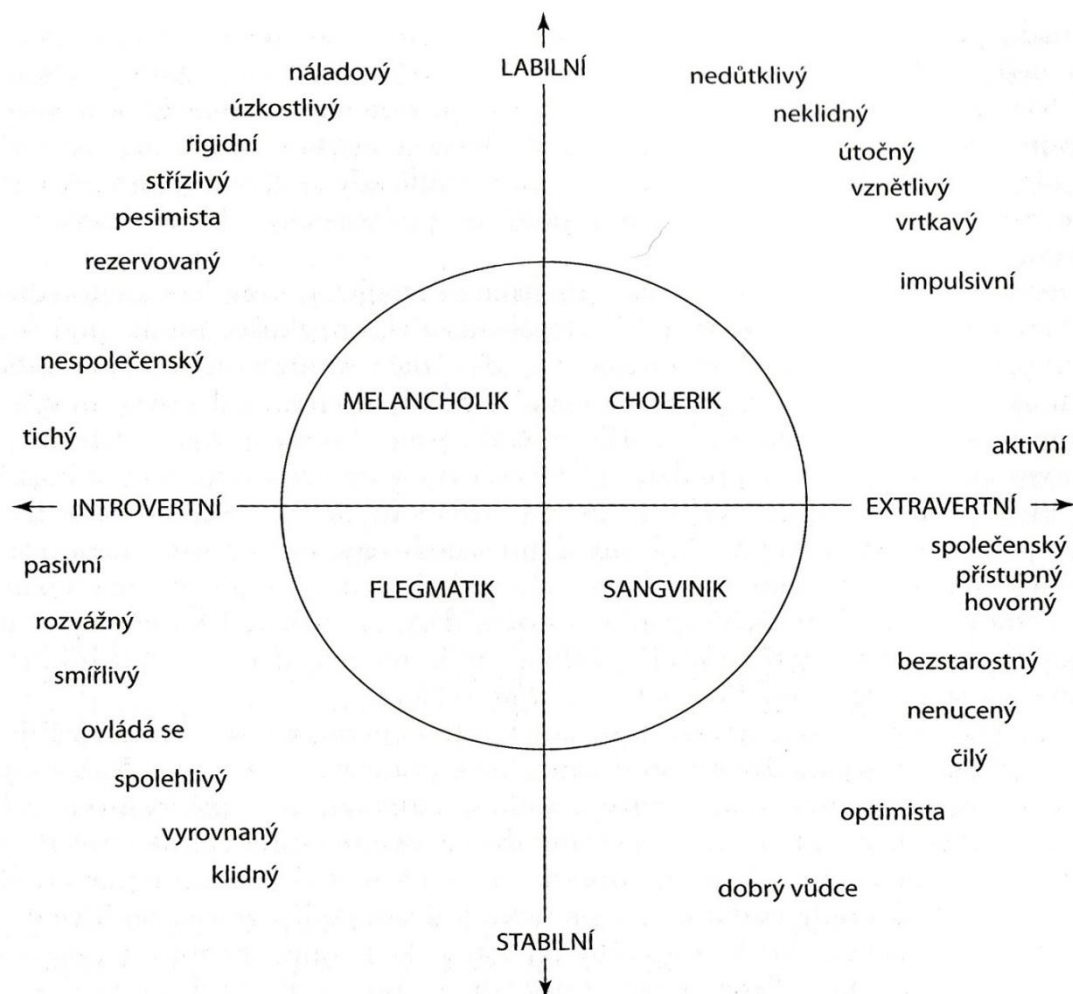 LABILNÍ
náladový
úzkostlivý
rigidní
střízlivý
pesimista
rezervovaný
nespolečenský
tichý
nedůtklivý
neklidný
útočný
vznětlivý
vrtkavý
impulsivní
aktivní
MELANCHOLIK
CHOLERIK
INTROVERTNÍ
EXTRAVERTNÍ
FLEGMATIK
SANGVINIK
pasivní
rozvážný
smířlivý
ovládá se
spolehlivý
vyrovnaný
klidný
společenský
přístupný
hovorný
bezstarostný
nenucený
čilý
optimista
dobrý vůdce
STABILNÍ